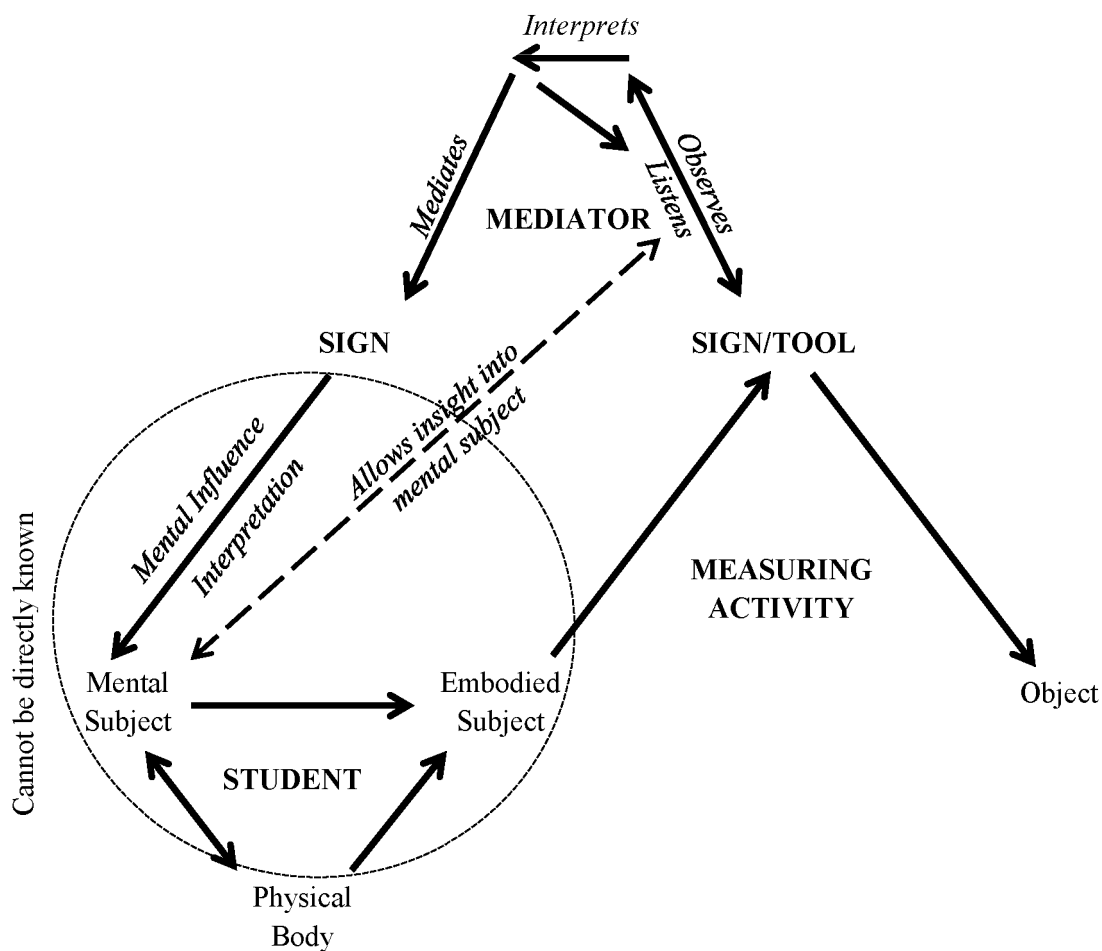 Interprets
Mediates
Observes
Listens
MEDIATOR
SIGN
SIGN/TOOL
Allows insight into
mental subject
Mental Influence
Interpretation
Cannot be directly known
MEASURING
ACTIVITY
Mental
Subject
Embodied
Subject
Object
STUDENT
Physical
Body